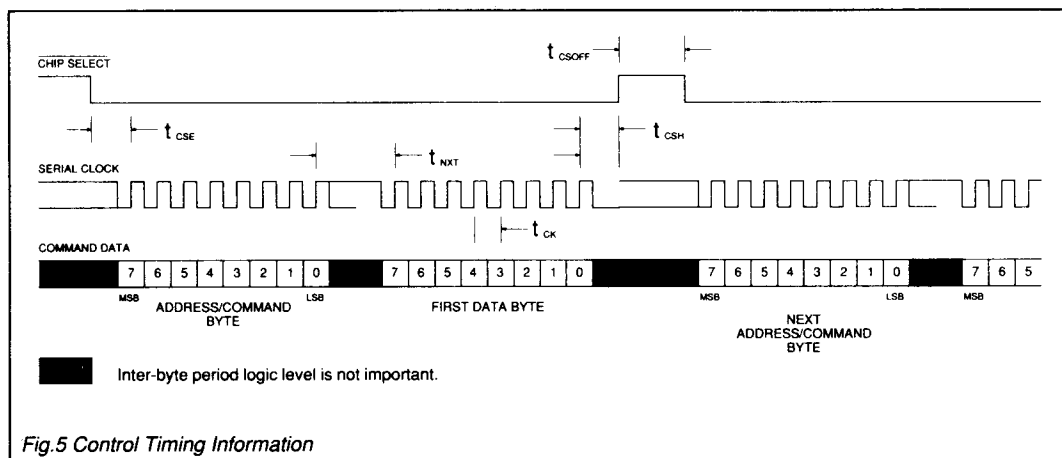 t CSOFF
CHIP SELECT
t CSE
t CSH
t NXT
SERIAL CLOCK
t CK
COMMAND DATA
7 6 5 4 3 2 1 0 7 6 5 4 3 2 1 0 7 6 5 4 3 2 1 0 7 6 5
MSB LSB MSB LSB MSB
ADDRESS/COMMAND
BYTE
FIRST DATA BYTE
NEXT
ADDRESS/COMMAND
BYTE
Inter-byte period logic level is not important.
Fig.5 Control Timing Information